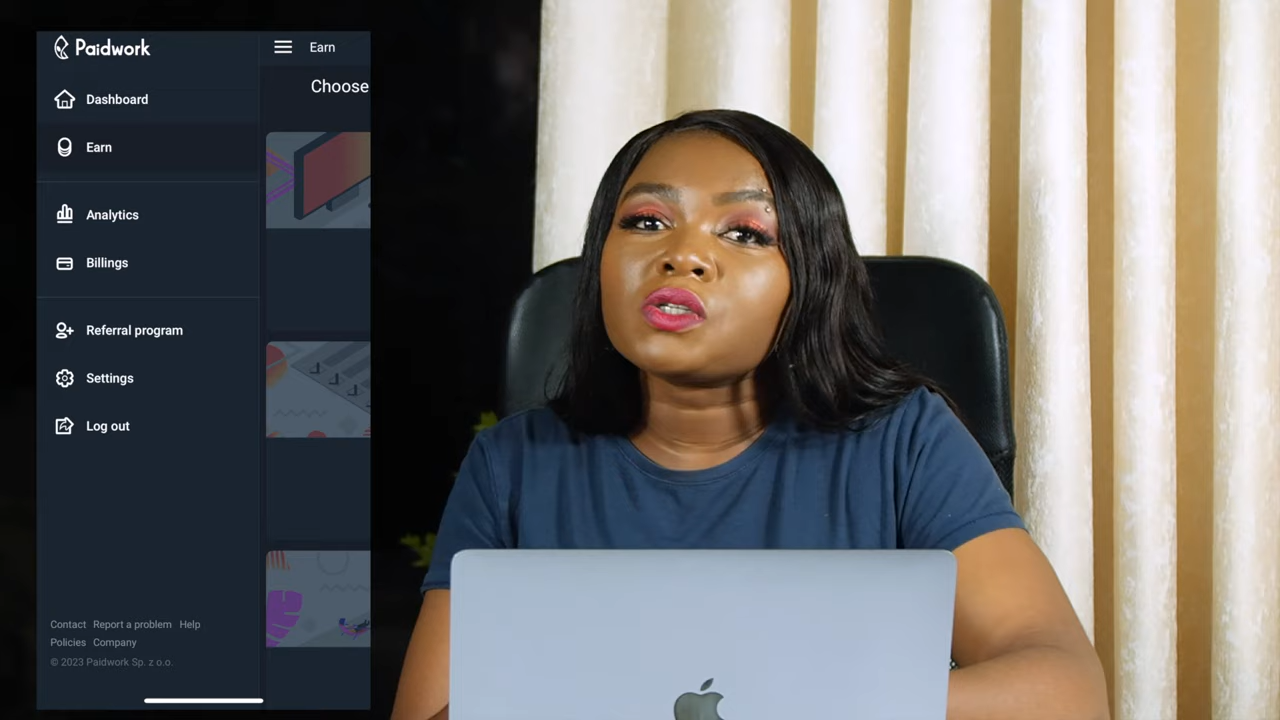 Paidwork
Earn
Choose
Dashboard
Earn
Analytics
Billings
Referral program
Settings
Log out
Contact Report a problem Help
Policies Company
© 2023 Paidwork Sp. z o.o.